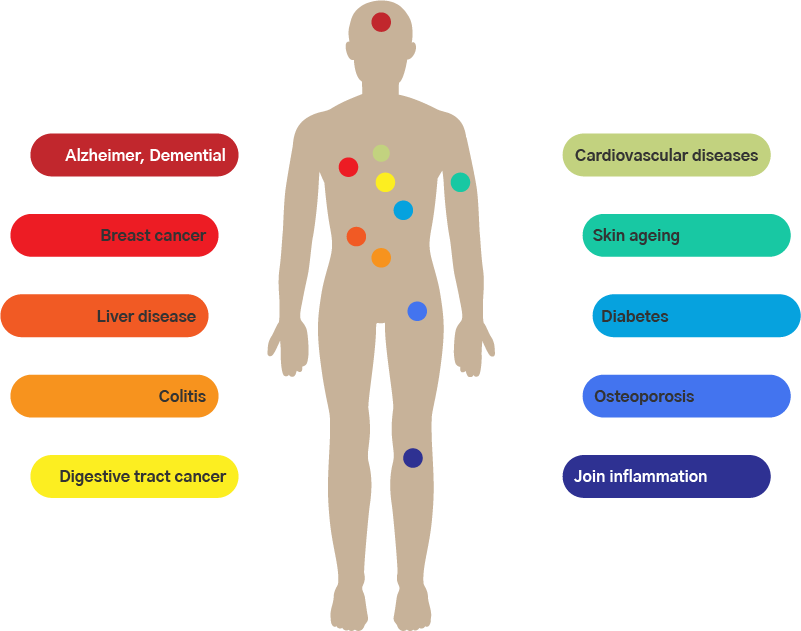 Alzheimer, Demential
Breast cancer
Liver disease
Colitis
Digestive tract cancer
Cardiovascular diseases
Skin ageing
Diabetes
Osteoporosis
Join inflammation